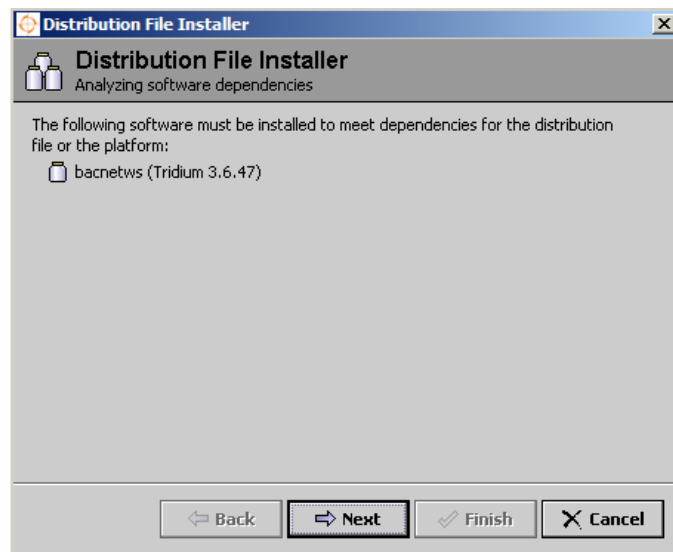 Distribution File Installer
Distribution File Installer
Analyzing software dependencies
The following software must be installed to meet dependencies for the distribution
file or the platform:
bacnetws (Tridium 3.6.47)
Back
Next
Finish
Cancel